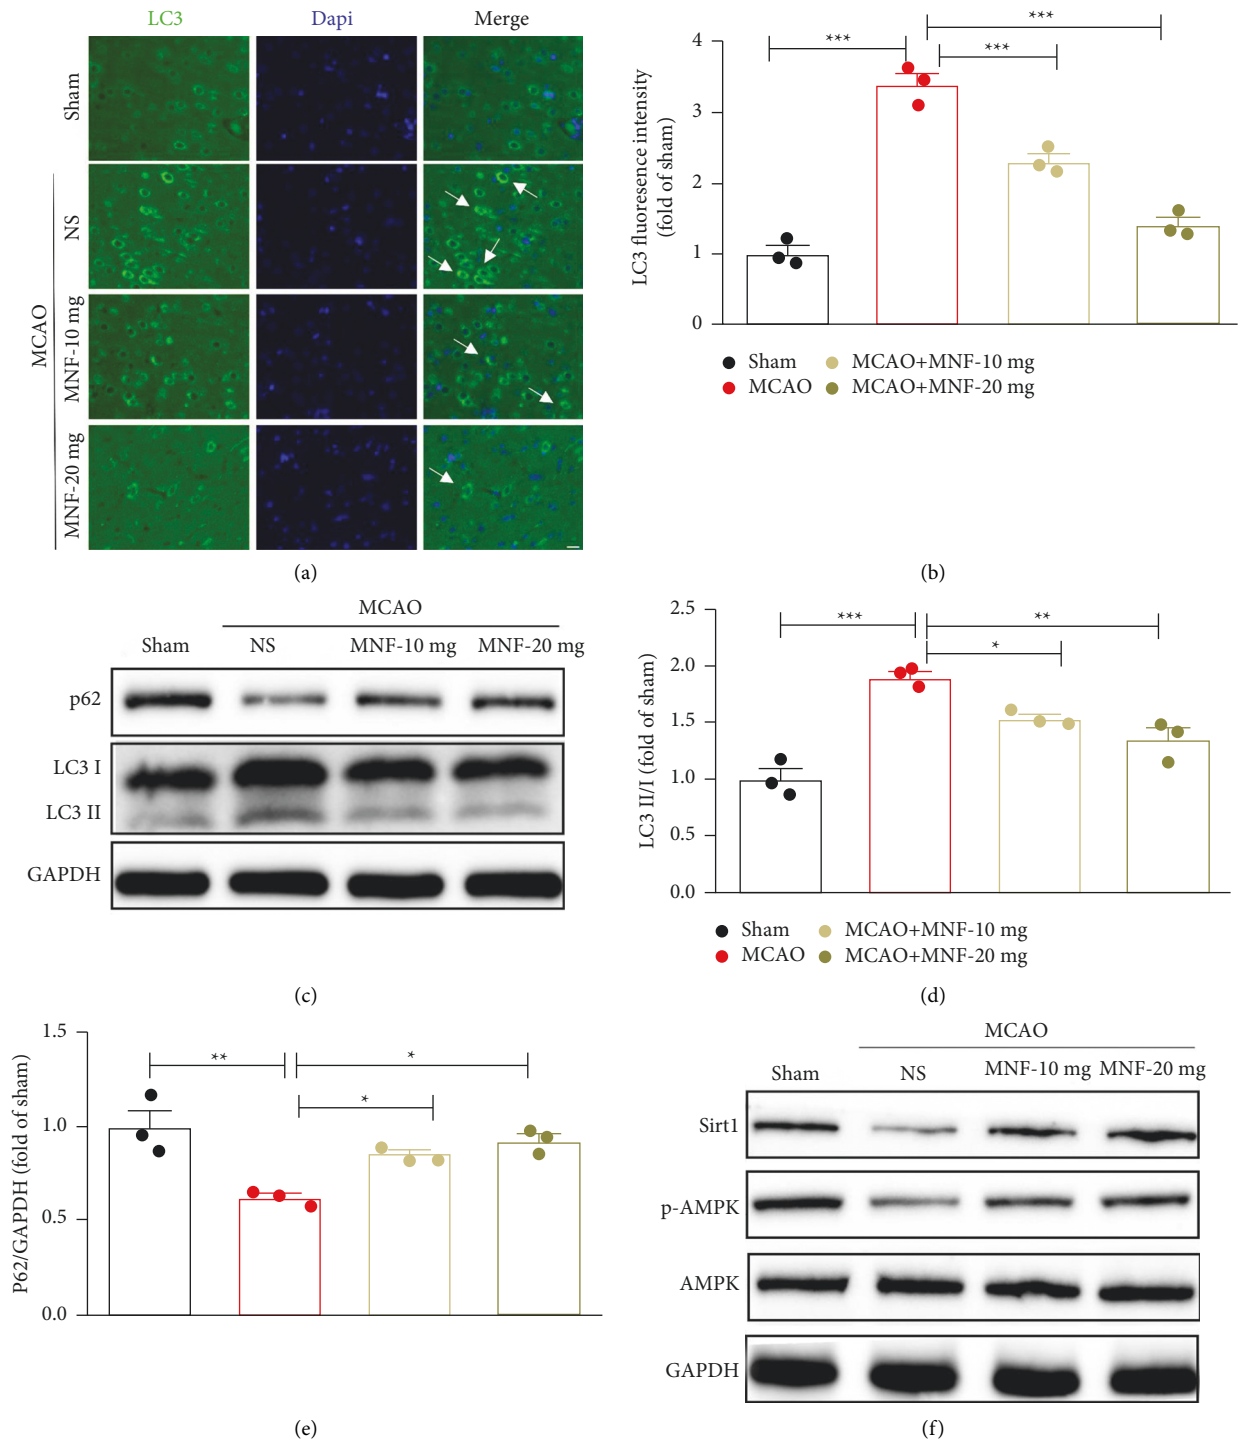 LC3 Dapi Merge
Sham
MCAO
NS
MNF-10 mg
MNF-20 mg
(a)
LC3 fluoresence intensity
(fold of sham)
4
3
2
1
0
***
***
***
Sham MCAO+MNF-10 mg
MCAO MCAO+MNF-20 mg
(b)
MCAO
Sham NS MNF-10 mg MNF-20 mg
p62
LC3 I
LC3 II
GAPDH
(c)
LC3 II/I (fold of sham)
2.5
2.0
1.5
1.0
0.5
0.0
***
**
*
Sham MCAO+MNF-10 mg
MCAO MCAO+MNF-20 mg
(d)
P62/GAPDH (fold of sham)
1.5
1.0
0.5
0.0
**
*
*
(e)
MCAO
Sham NS MNF-10 mg MNF-20 mg
Sirt1
p-AMPK
AMPK
GAPDH
(f)